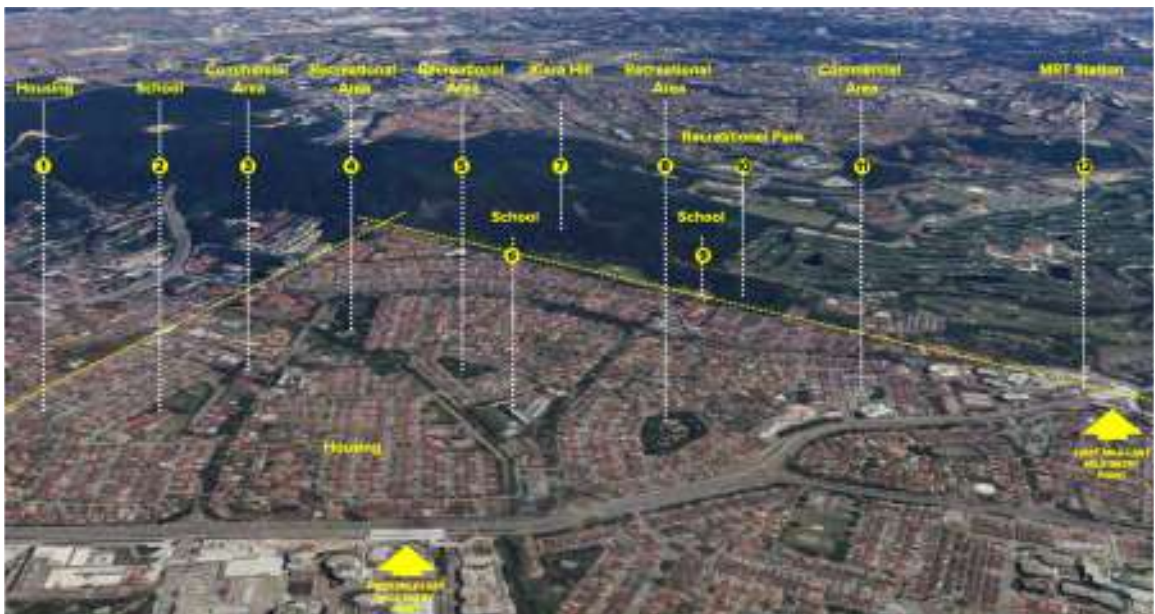 Housing
School
Commercial
Area
Recreational
Area
Recreational
Area
Kiara Hill
Recreational
Area
Commercial
Area
MRT Station
Recreational Park
1
2
3
4
5
7
8
10
11
12
School
School
6
9
Housing